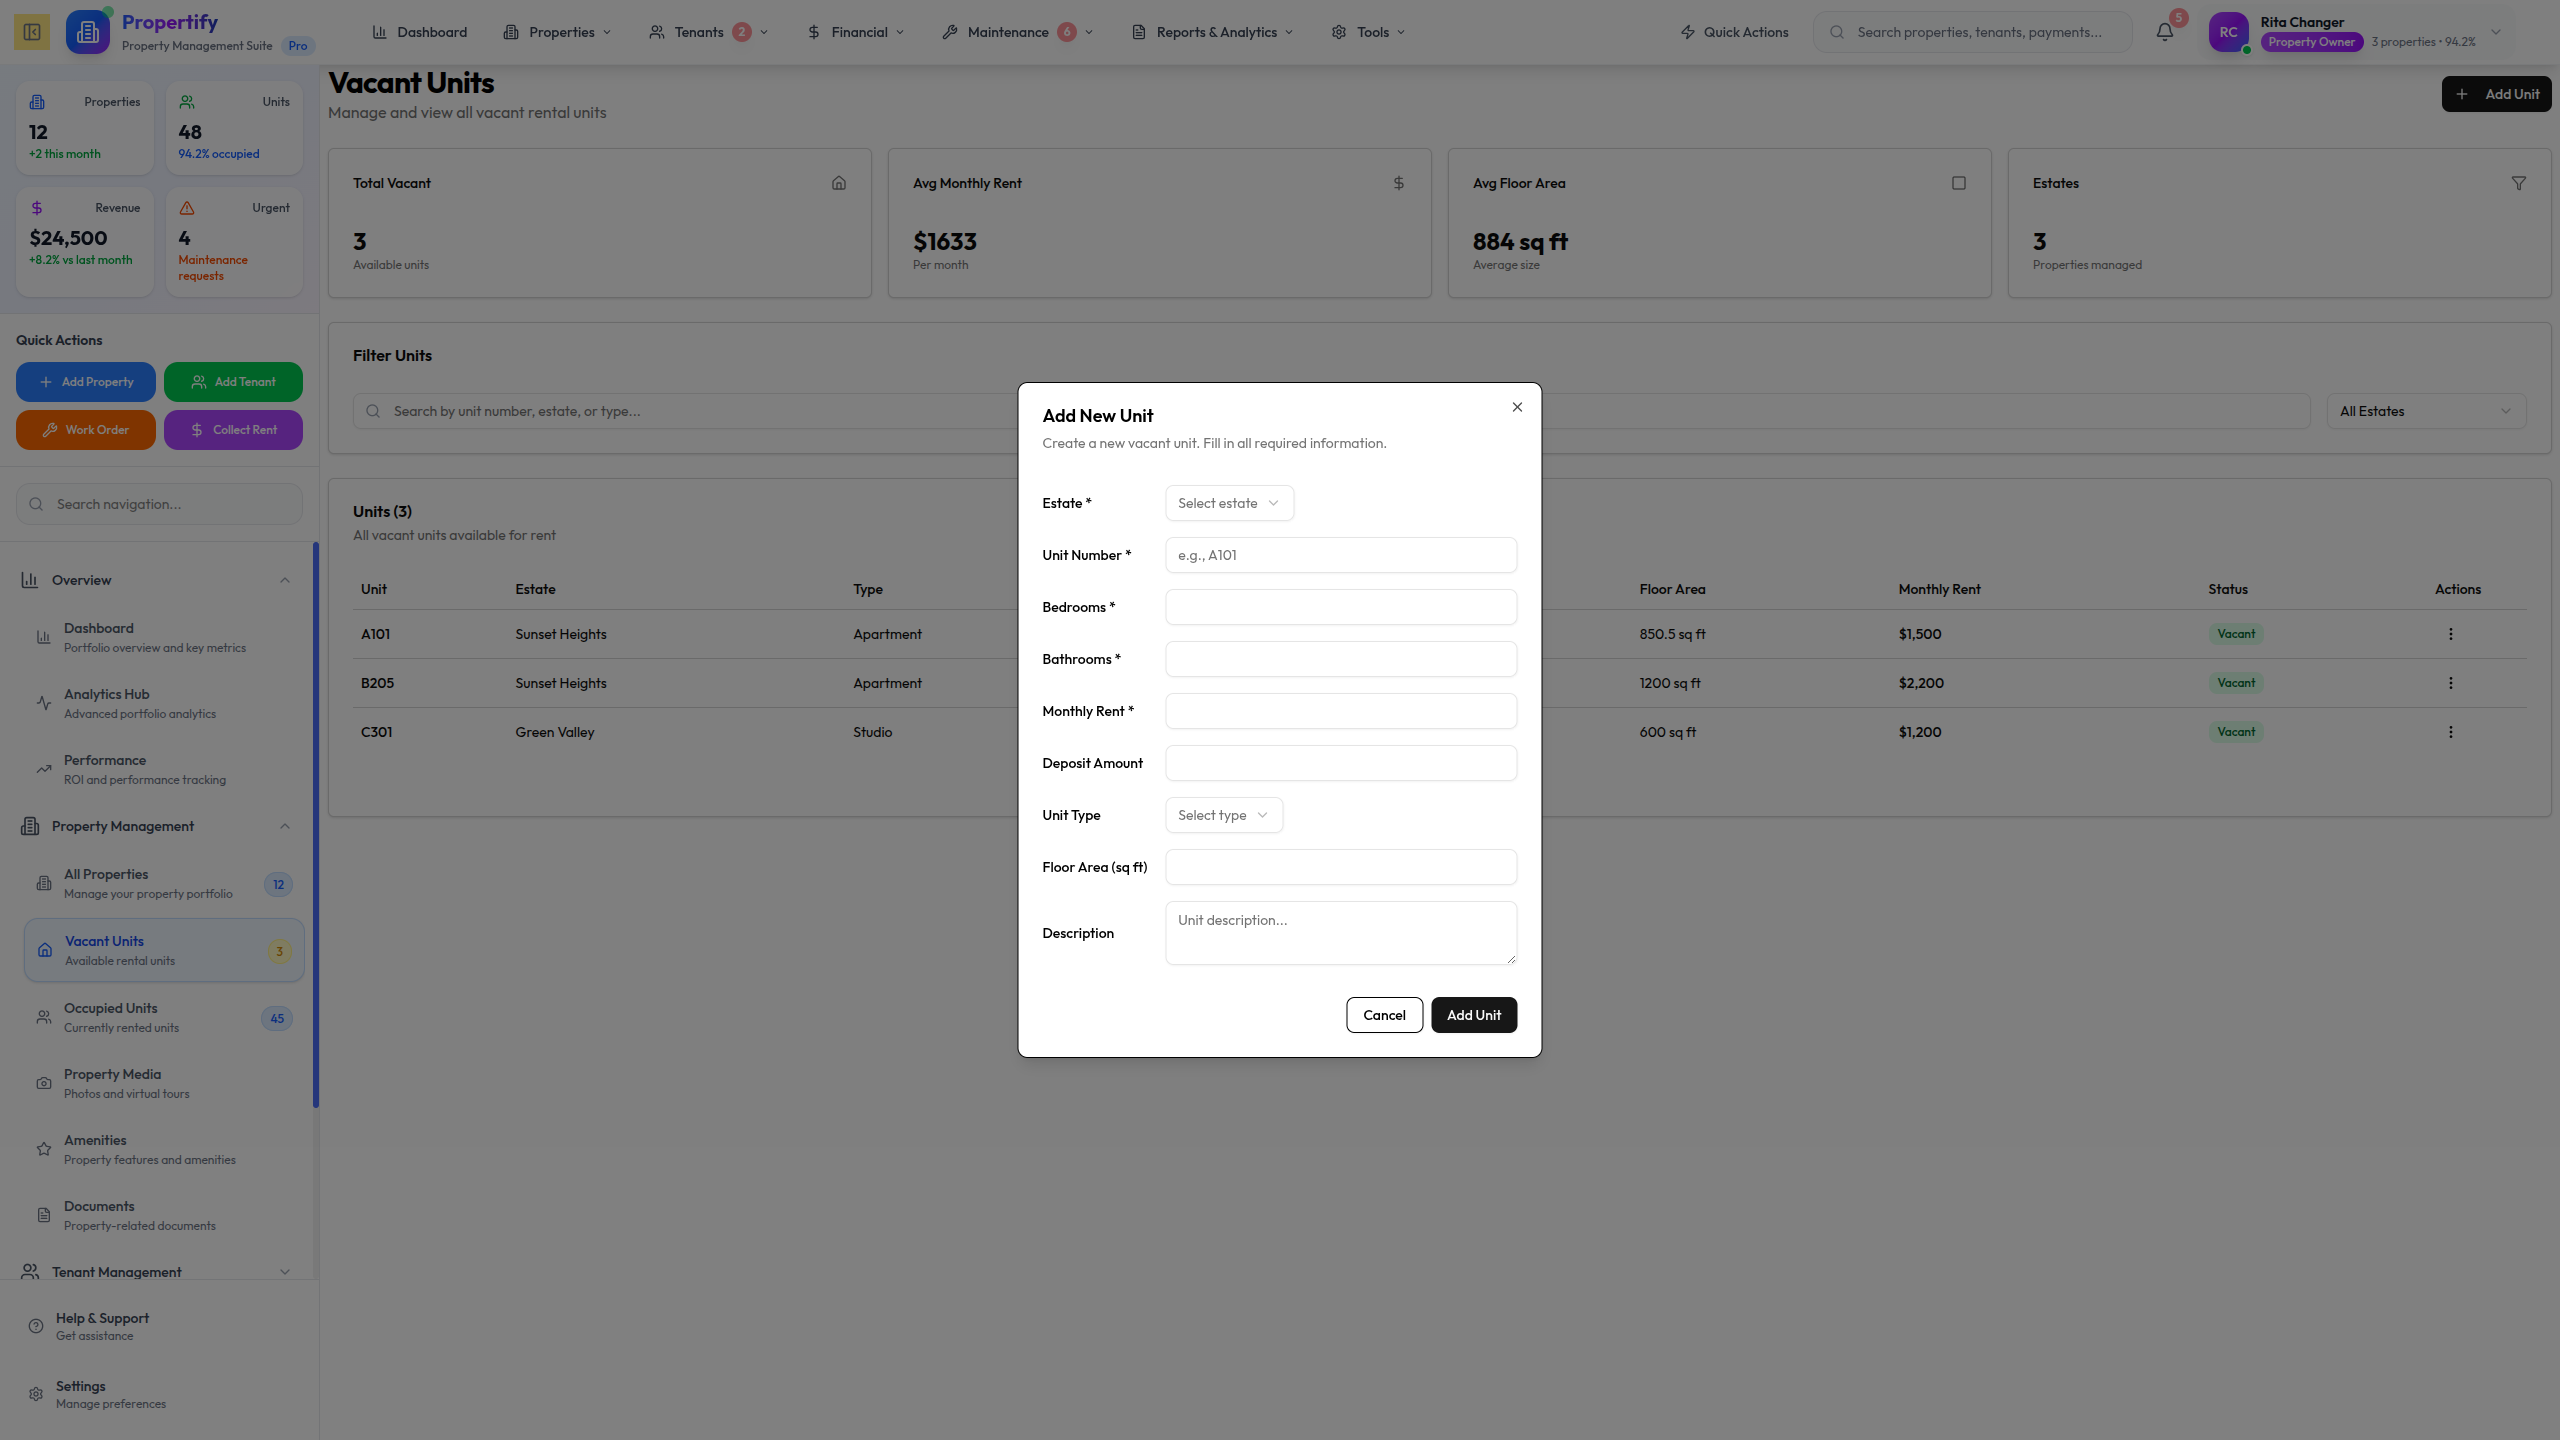 Propertify
Property Management Suite Pro
Dashboard
Properties
Tenants 2
Financial
Maintenance 6
Reports & Analytics
Tools
Quick Actions
Search properties, tenants, payments...
5
RC
Rita Changer
Property Owner 3 properties • 94.2%
Properties
12
+2 this month
Units
48
94.2% occupied
Revenue
$24,500
+8.2% vs last month
Urgent
4
Maintenance
requests
Quick Actions
Add Property
Add Tenant
Work Order
Collect Rent
Search navigation...
Overview
Dashboard
Portfolio overview and key metrics
Analytics Hub
Advanced portfolio analytics
Performance
ROI and performance tracking
Property Management
All Properties
Manage your property portfolio
12
Vacant Units
Available rental units
3
Occupied Units
Currently rented units
45
Property Media
Photos and virtual tours
Amenities
Property features and amenities
Documents
Property-related documents
Tenant Management
Help & Support
Get assistance
Settings
Manage preferences
Vacant Units
Manage and view all vacant rental units
Add Unit
Total Vacant
3
Available units
Avg Monthly Rent
$1633
Per month
Avg Floor Area
884 sq ft
Average size
Estates
3
Properties managed
Filter Units
Search by unit number, estate, or type...
All Estates
Units (3)
All vacant units available for rent
Unit Estate Type Floor Area Monthly Rent Status Actions
A101 Sunset Heights Apartment 850.5 sq ft $1,500 Vacant
B205 Sunset Heights Apartment 1200 sq ft $2,200 Vacant
C301 Green Valley Studio 600 sq ft $1,200 Vacant
Add New Unit
Create a new vacant unit. Fill in all required information.
Estate * Select estate
Unit Number * e.g., A101
Bedrooms *
Bathrooms *
Monthly Rent *
Deposit Amount
Unit Type Select type
Floor Area (sq ft)
Description Unit description...
Cancel
Add Unit